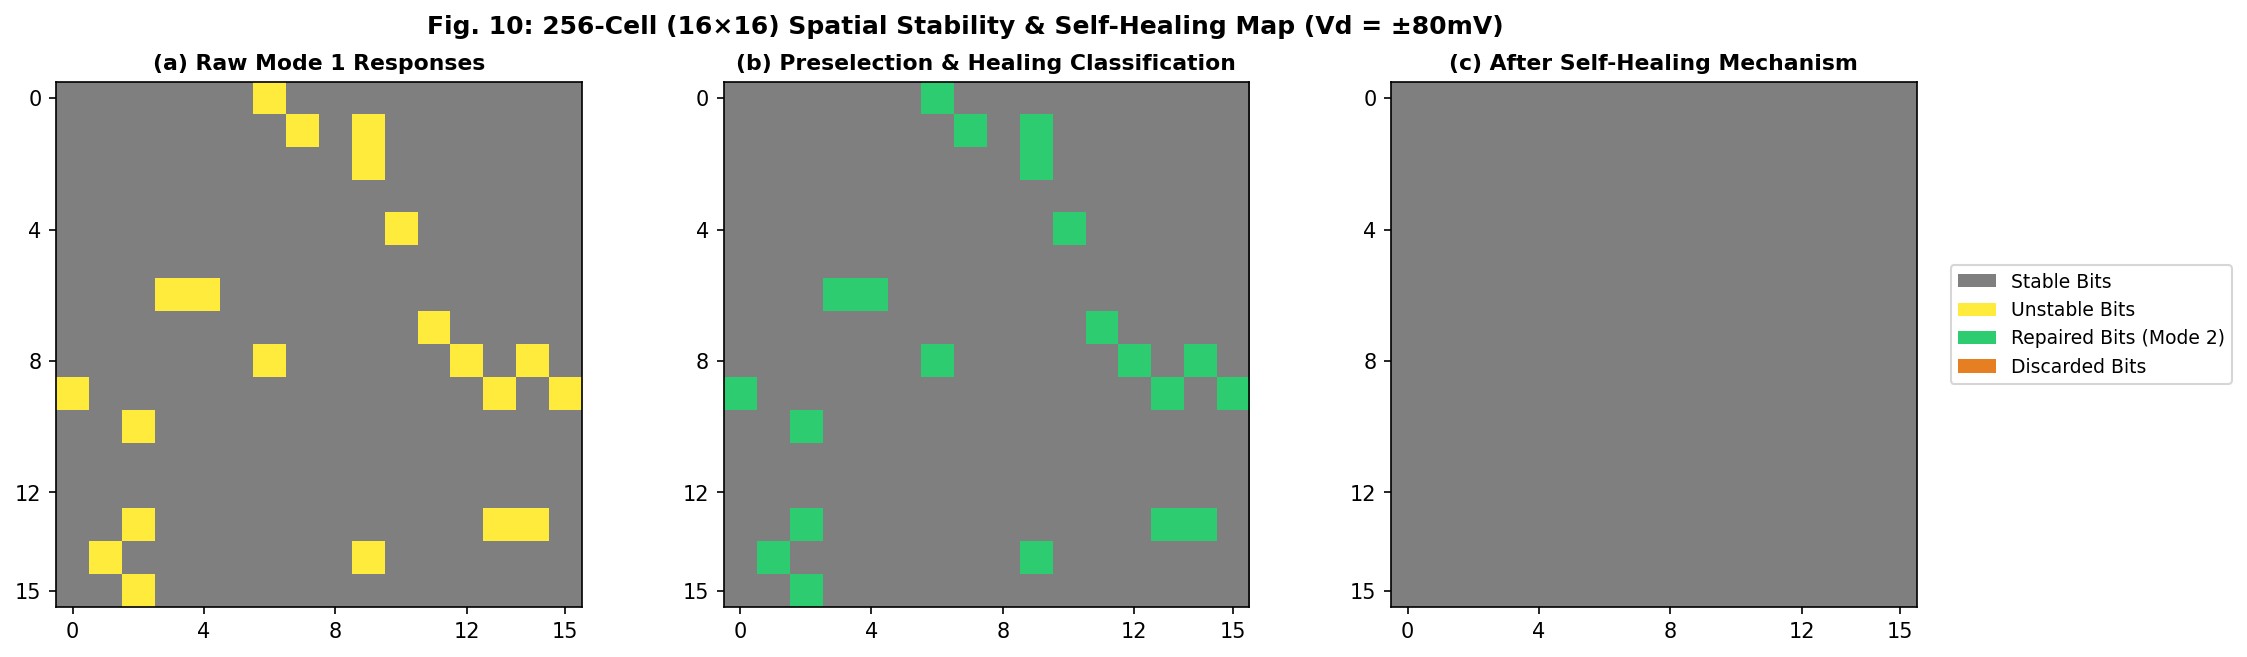 Fig. 10: 256-Cell (16×16) Spatial Stability & Self-Healing Map (Vd = ±80mV)
(a) Raw Mode 1 Responses
0
4
8
12
15
0 4 8 12 15
(b) Preselection & Healing Classification
0
4
8
12
15
0 4 8 12 15
(c) After Self-Healing Mechanism
0
4
8
12
15
0 4 8 12 15
Stable Bits
Unstable Bits
Repaired Bits (Mode 2)
Discarded Bits